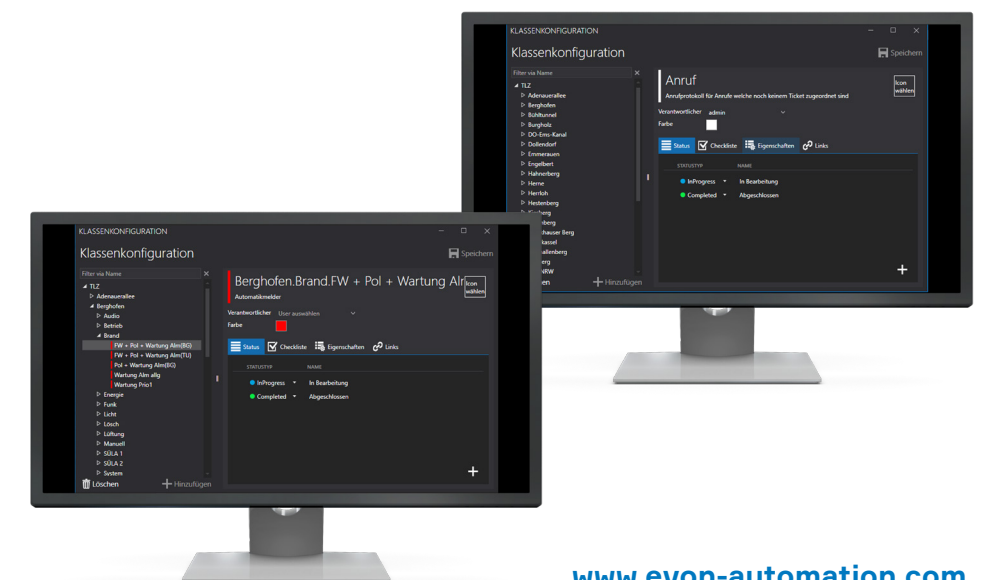 KLASSENKONFIGURATION
Klassenkonfiguration
Speichern
Filter via Name
TLZ
Adenauerallee
Berghofen
Bühltunnel
Burgholz
DO-Ems-Kanal
Dollendorf
Emmerauen
Engelbert
Hahnerberg
Herne
Herrloh
Hestenberg
NRW
Hinzufügen
Anruf
Anrufprotokoll für Anrufe welche noch keinem Ticket zugeordnet sind
Icon
wählen
Verantwortlicher admin
Farbe
Status Checkliste Eigenschaften Links
STATUSTYP NAME
InProgress In Bearbeitung
Completed Abgeschlossen
KLASSENKONFIGURATION
Klassenkonfiguration
Speichern
Filter via Name
TLZ
Adenauerallee
Berghofen
Audio
Betrieb
Brand
FW + Pol + Wartung Alm(BG)
FW + Pol + Wartung Alm(TU)
Pol + Wartung Alm(BG)
Wartung Alm allg
Wartung Prio1
Energie
Funk
Licht
Lösch
Lüftung
Manuell
SÜLA 1
SÜLA 2
System
Löschen Hinzufügen
Berghofen.Brand.FW + Pol + Wartung Alm
Automatikmelder
Icon
wählen
Verantwortlicher User auswählen
Farbe
Status Checkliste Eigenschaften Links
STATUSTYP NAME
InProgress In Bearbeitung
Completed Abgeschlossen
www.evon-automation.com